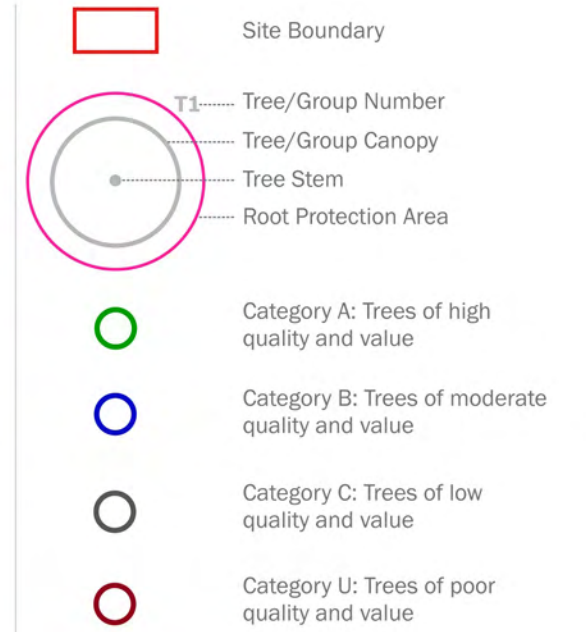 Site Boundary
T1
Tree/Group Number
Tree/Group Canopy
Tree Stem
Root Protection Area
Category A: Trees of high
quality and value
Category B: Trees of moderate
quality and value
Category C: Trees of low
quality and value
Category U: Trees of poor
quality and value